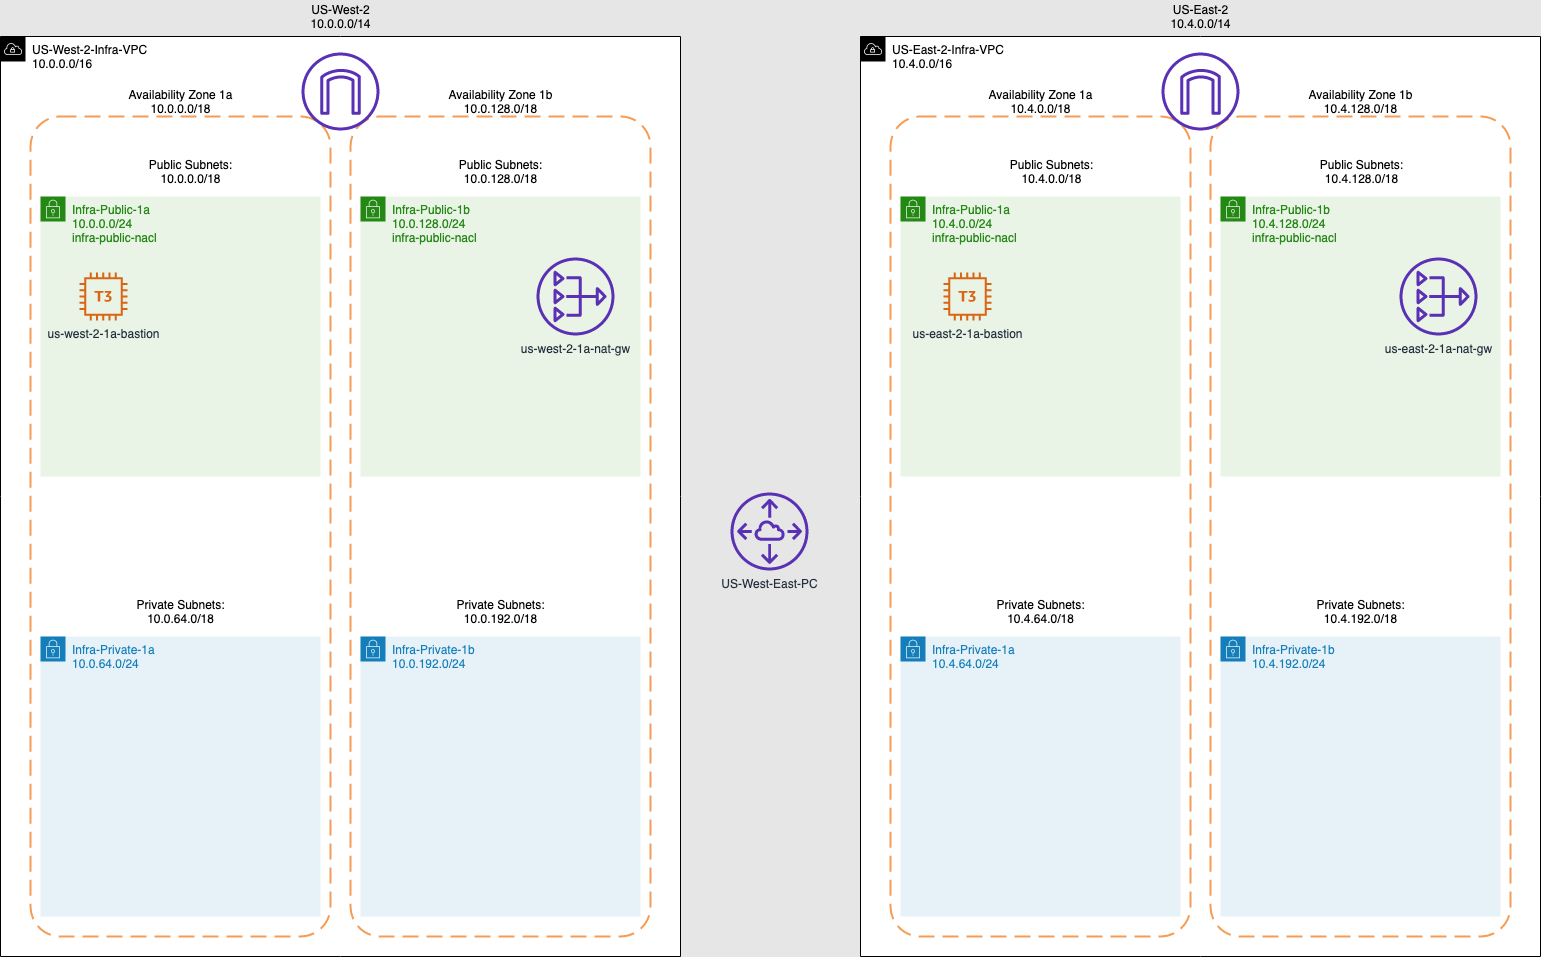 US-West-2
10.0.0.0/14
US-West-2-Infra-VPC
10.0.0.0/16
Availability Zone 1a
10.0.0.0/18
Availability Zone 1b
10.0.128.0/18
Public Subnets:
10.0.0.0/18
Public Subnets:
10.0.128.0/18
Infra-Public-1a
10.0.0.0/24
infra-public-nacl
Infra-Public-1b
10.0.128.0/24
infra-public-nacl
T3
us-west-2-1a-bastion
us-west-2-1a-nat-gw
Private Subnets:
10.0.64.0/18
Private Subnets:
10.0.192.0/18
Infra-Private-1a
10.0.64.0/24
Infra-Private-1b
10.0.192.0/24
US-West-East-PC
US-East-2
10.4.0.0/14
US-East-2-Infra-VPC
10.4.0.0/16
Availability Zone 1a
10.4.0.0/18
Availability Zone 1b
10.4.128.0/18
Public Subnets:
10.4.0.0/18
Public Subnets:
10.4.128.0/18
Infra-Public-1a
10.4.0.0/24
infra-public-nacl
Infra-Public-1b
10.4.128.0/24
infra-public-nacl
T3
us-east-2-1a-bastion
us-east-2-1a-nat-gw
Private Subnets:
10.4.64.0/18
Private Subnets:
10.4.192.0/18
Infra-Private-1a
10.4.64.0/24
Infra-Private-1b
10.4.192.0/24